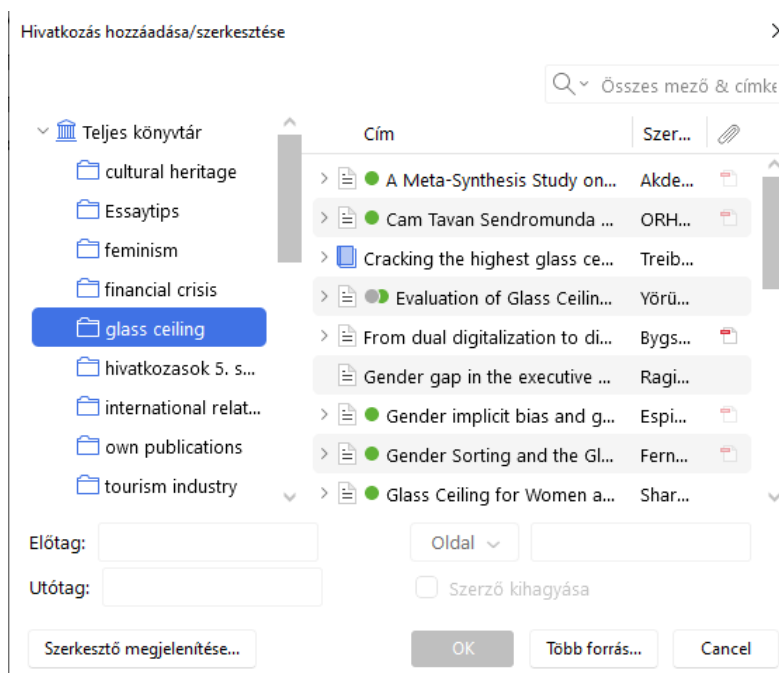 Hivatkozás hozzáadása/szerkesztése
Összes mező & címke
Teljes könyvtár
cultural heritage
Essaytips
feminism
financial crisis
glass ceiling
hivatkozasok 5. s...
international relat...
own publications
tourism industry
Cím Szer...
A Meta-Synthesis Study on... Akde...
Cam Tavan Sendromunda ... ORH...
Cracking the highest glass ce... Treib...
Evaluation of Glass Ceilin... Yörü...
From dual digitalization to di... Bygs...
Gender gap in the executive ... Ragi...
Gender implicit bias and g... Espi...
Gender Sorting and the Gl... Fern...
Glass Ceiling for Women a... Shar...
Előtag: Oldal
Utótag: Szerző kihagyása
Szerkesztő megjelenítése... OK Több forrás... Cancel